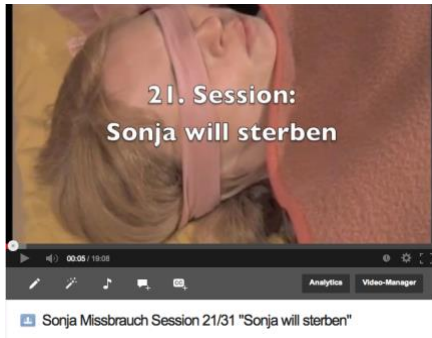 21. Session:
Sonja will sterben
00:05 / 19:08
CC
Analytics
Video-Manager
Sonja Missbrauch Session 21/31 "Sonja will sterben"